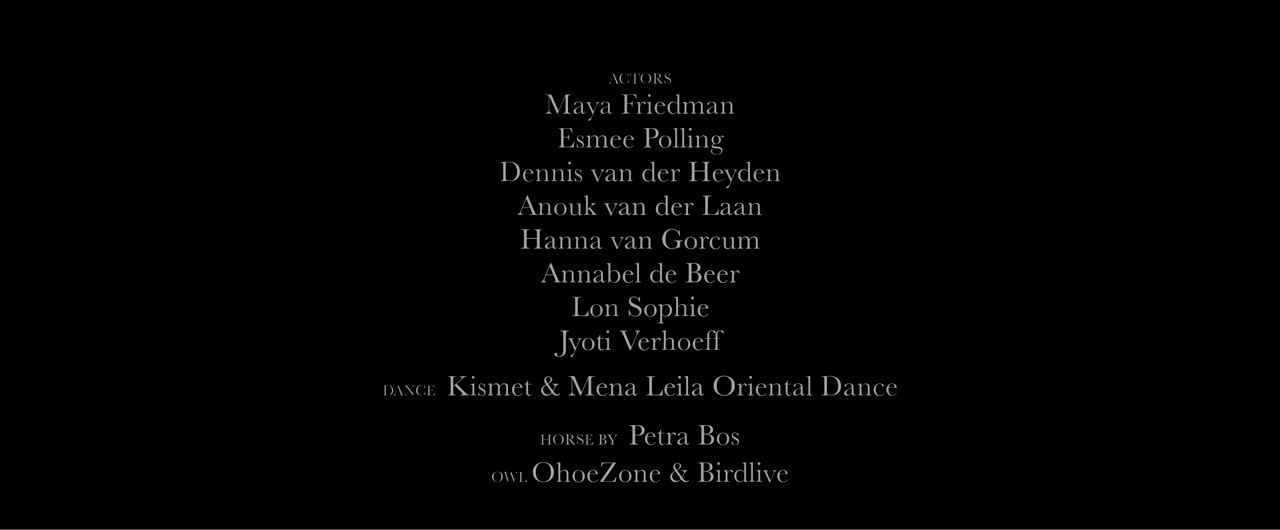 ACTORS
Maya Friedman
Esmee Polling
Dennis van der Heyden
Anouk van der Laan
Hanna van Gorcum
Annabel de Beer
Lon Sophie
Jyoti Verhoeff
DANCE Kismet & Mena Leila Oriental Dance
HORSE BY Petra Bos
OWL OhoeZone & Birdlive